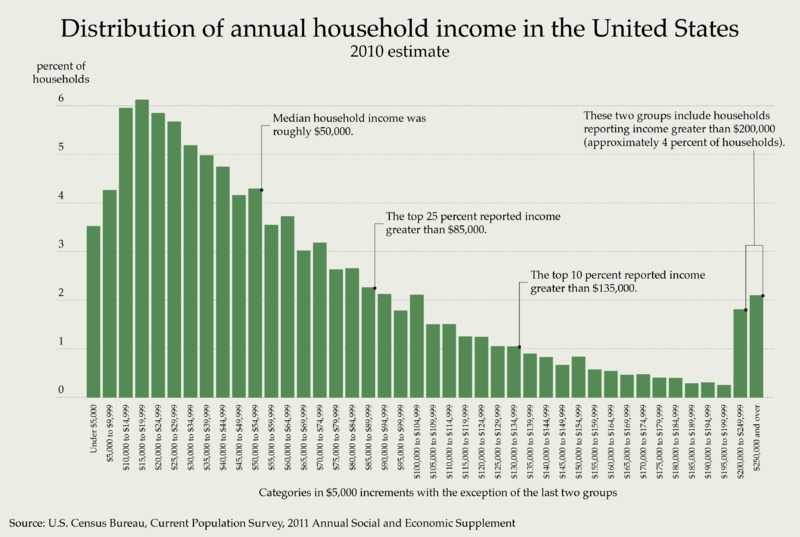 Distribution of annual household income in the United States
2010 estimate
percent of
households
6
5
4
3
2
1
0
Median household income was
roughly $50,000.
The top 25 percent reported income
greater than $85,000.
The top 10 percent reported income
greater than $135,000.
These two groups include households
reporting income greater than $200,000
(approximately 4 percent of households).
Under $5,000
$5,000 to $9,999
$10,000 to $14,999
$15,000 to $19,999
$20,000 to $24,999
$25,000 to $29,999
$30,000 to $34,999
$35,000 to $39,999
$40,000 to $44,999
$45,000 to $49,999
$50,000 to $54,999
$55,000 to $59,999
$60,000 to $64,999
$65,000 to $69,999
$70,000 to $74,999
$75,000 to $79,999
$80,000 to $84,999
$85,000 to $89,999
$90,000 to $94,999
$95,000 to $99,999
$100,000 to $104,999
$105,000 to $109,999
$110,000 to $114,999
$115,000 to $119,999
$120,000 to $124,999
$125,000 to $129,999
$130,000 to $134,999
$135,000 to $139,999
$140,000 to $144,999
$145,000 to $149,999
$150,000 to $154,999
$155,000 to $159,999
$160,000 to $164,999
$165,000 to $169,999
$170,000 to $174,999
$175,000 to $179,999
$180,000 to $184,999
$185,000 to $189,999
$190,000 to $194,999
$195,000 to $199,999
$200,000 to $249,999
$250,000 and over
Categories in $5,000 increments with the exception of the last two groups
Source: U.S. Census Bureau, Current Population Survey, 2011 Annual Social and Economic Supplement